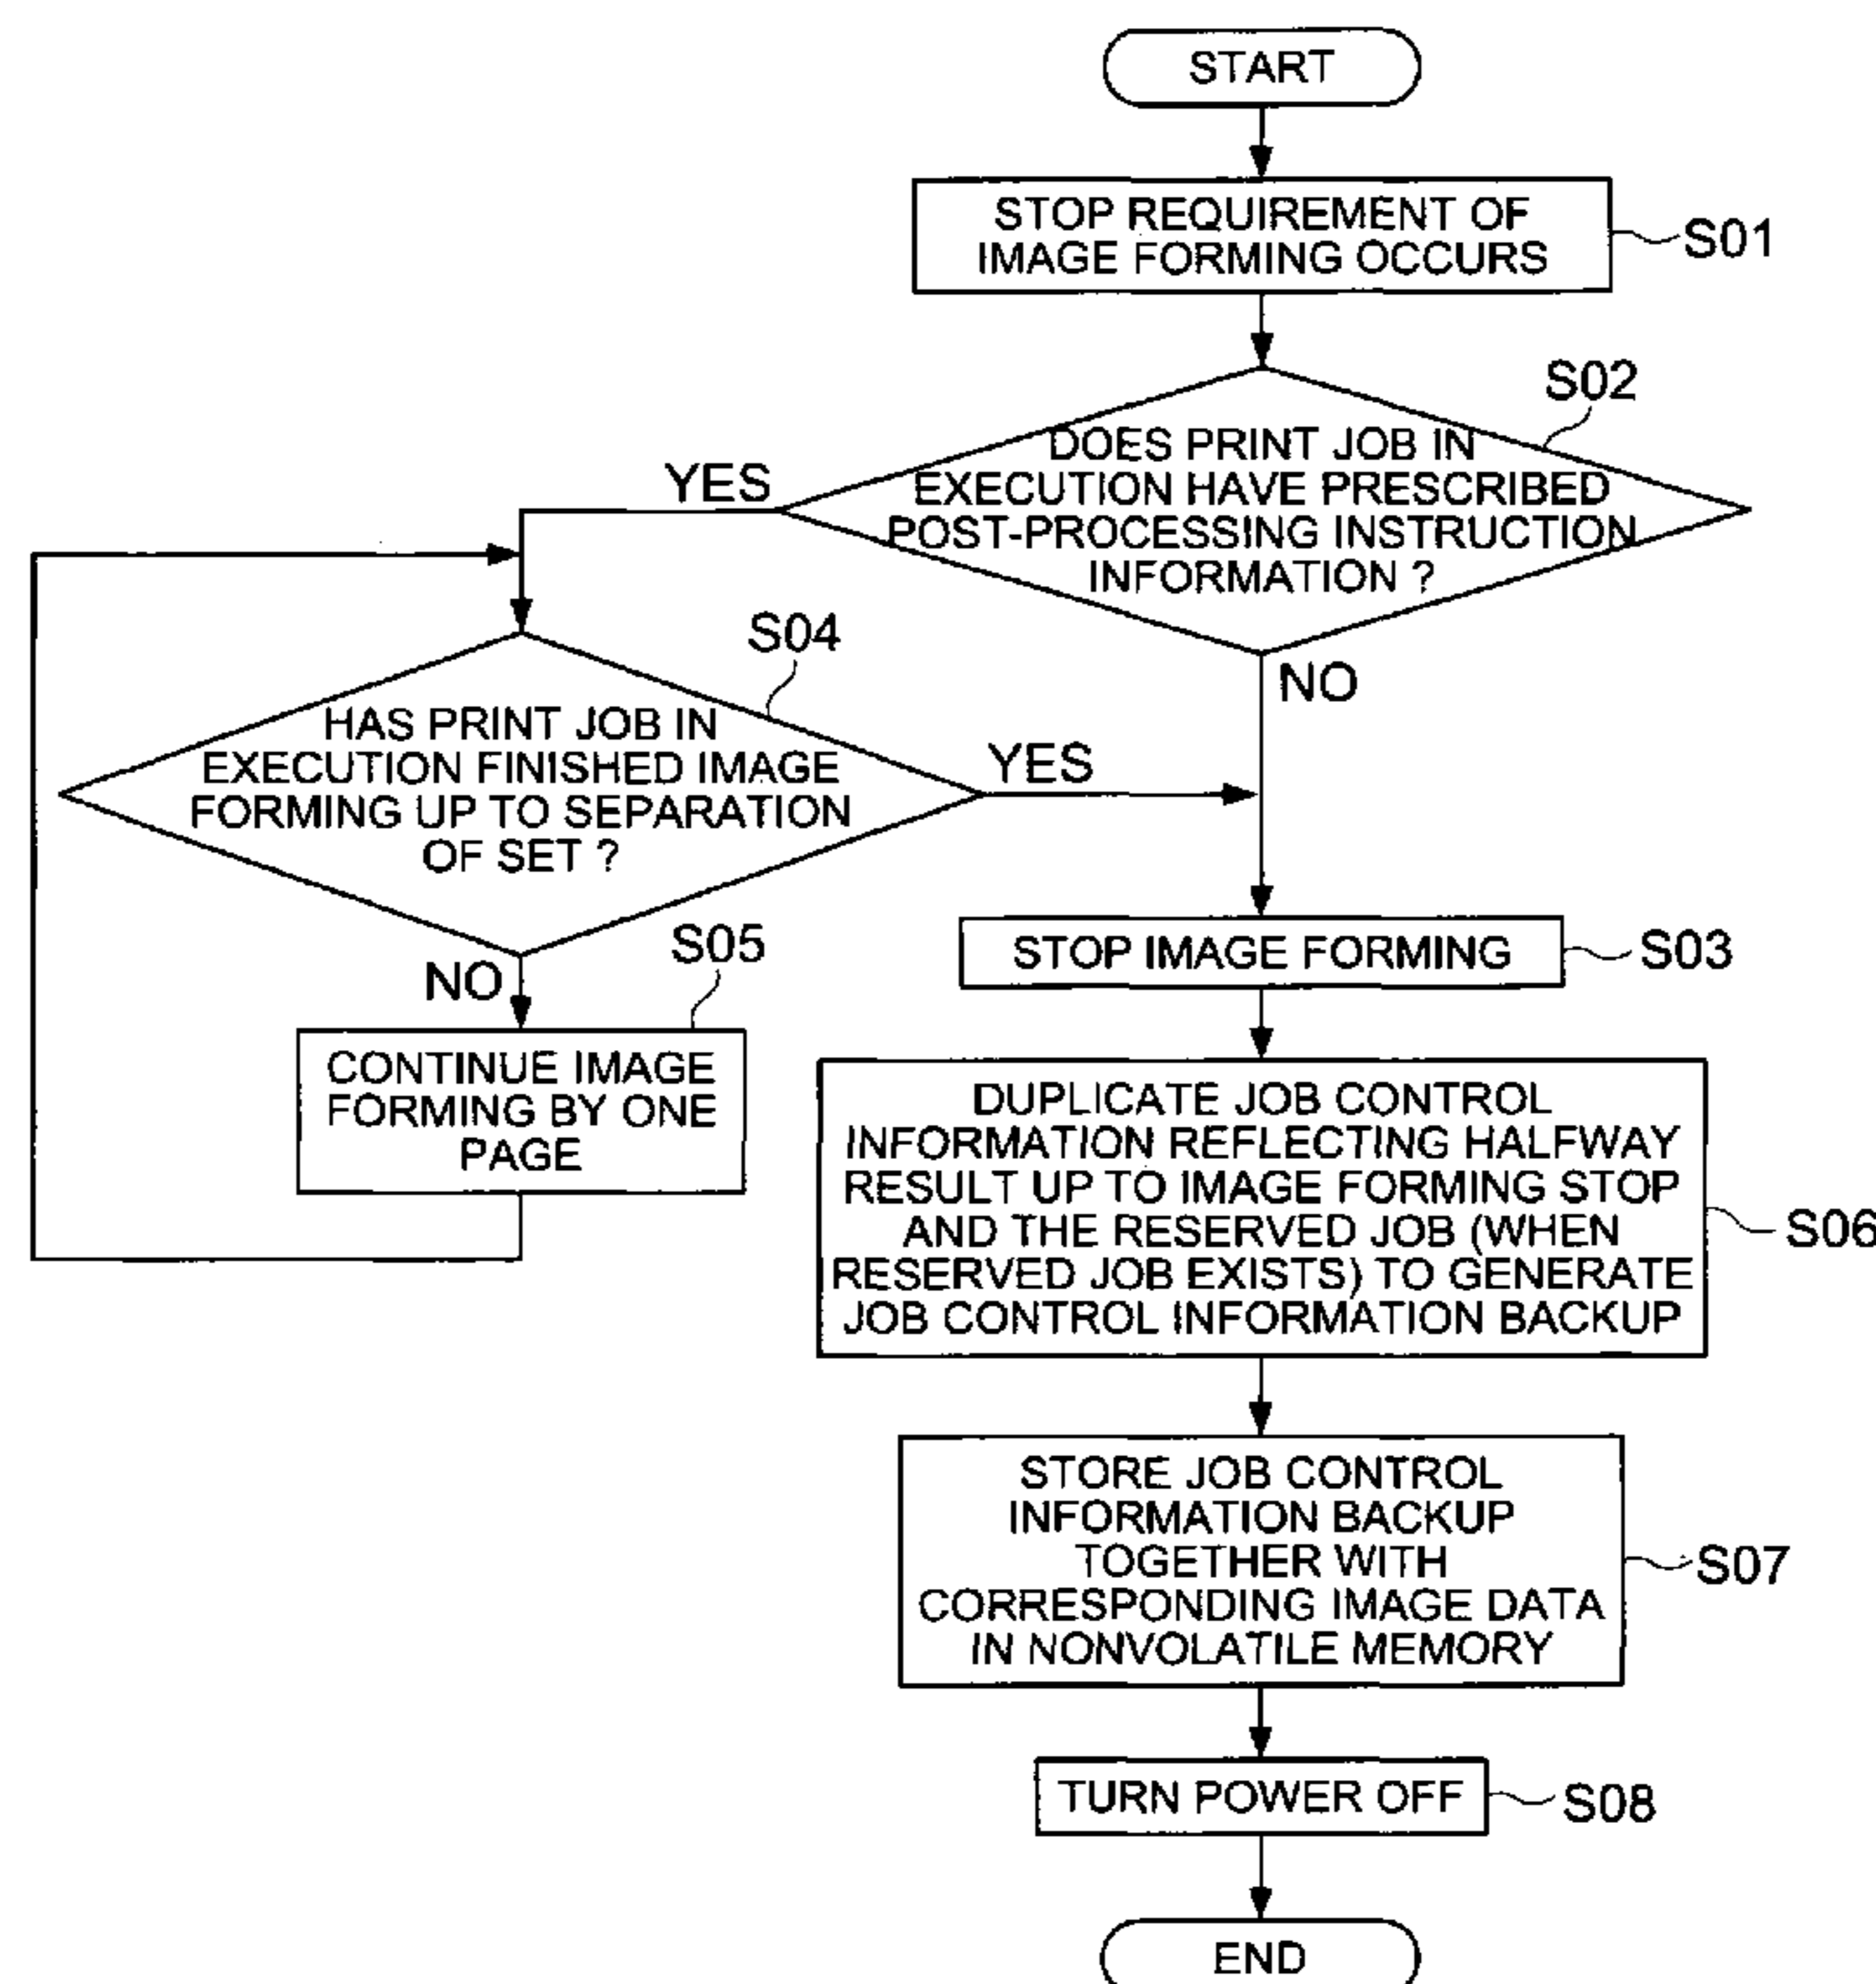 START
STOP REQUIREMENT OF
IMAGE FORMING OCCURS
S01
S02
DOES PRINT JOB IN
EXECUTION HAVE PRESCRIBED
POST-PROCESSING INSTRUCTION
INFORMATION ?
YES
NO
S04
HAS PRINT JOB IN
EXECUTION FINISHED IMAGE
FORMING UP TO SEPARATION
OF SET ?
YES
NO
S05
CONTINUE IMAGE
FORMING BY ONE
PAGE
STOP IMAGE FORMING
S03
DUPLICATE JOB CONTROL
INFORMATION REFLECTING HALFWAY
RESULT UP TO IMAGE FORMING STOP
AND THE RESERVED JOB (WHEN
RESERVED JOB EXISTS) TO GENERATE
JOB CONTROL INFORMATION BACKUP
S06
STORE JOB CONTROL
INFORMATION BACKUP
TOGETHER WITH
CORRESPONDING IMAGE DATA
IN NONVOLATILE MEMORY
S07
TURN POWER OFF
S08
END